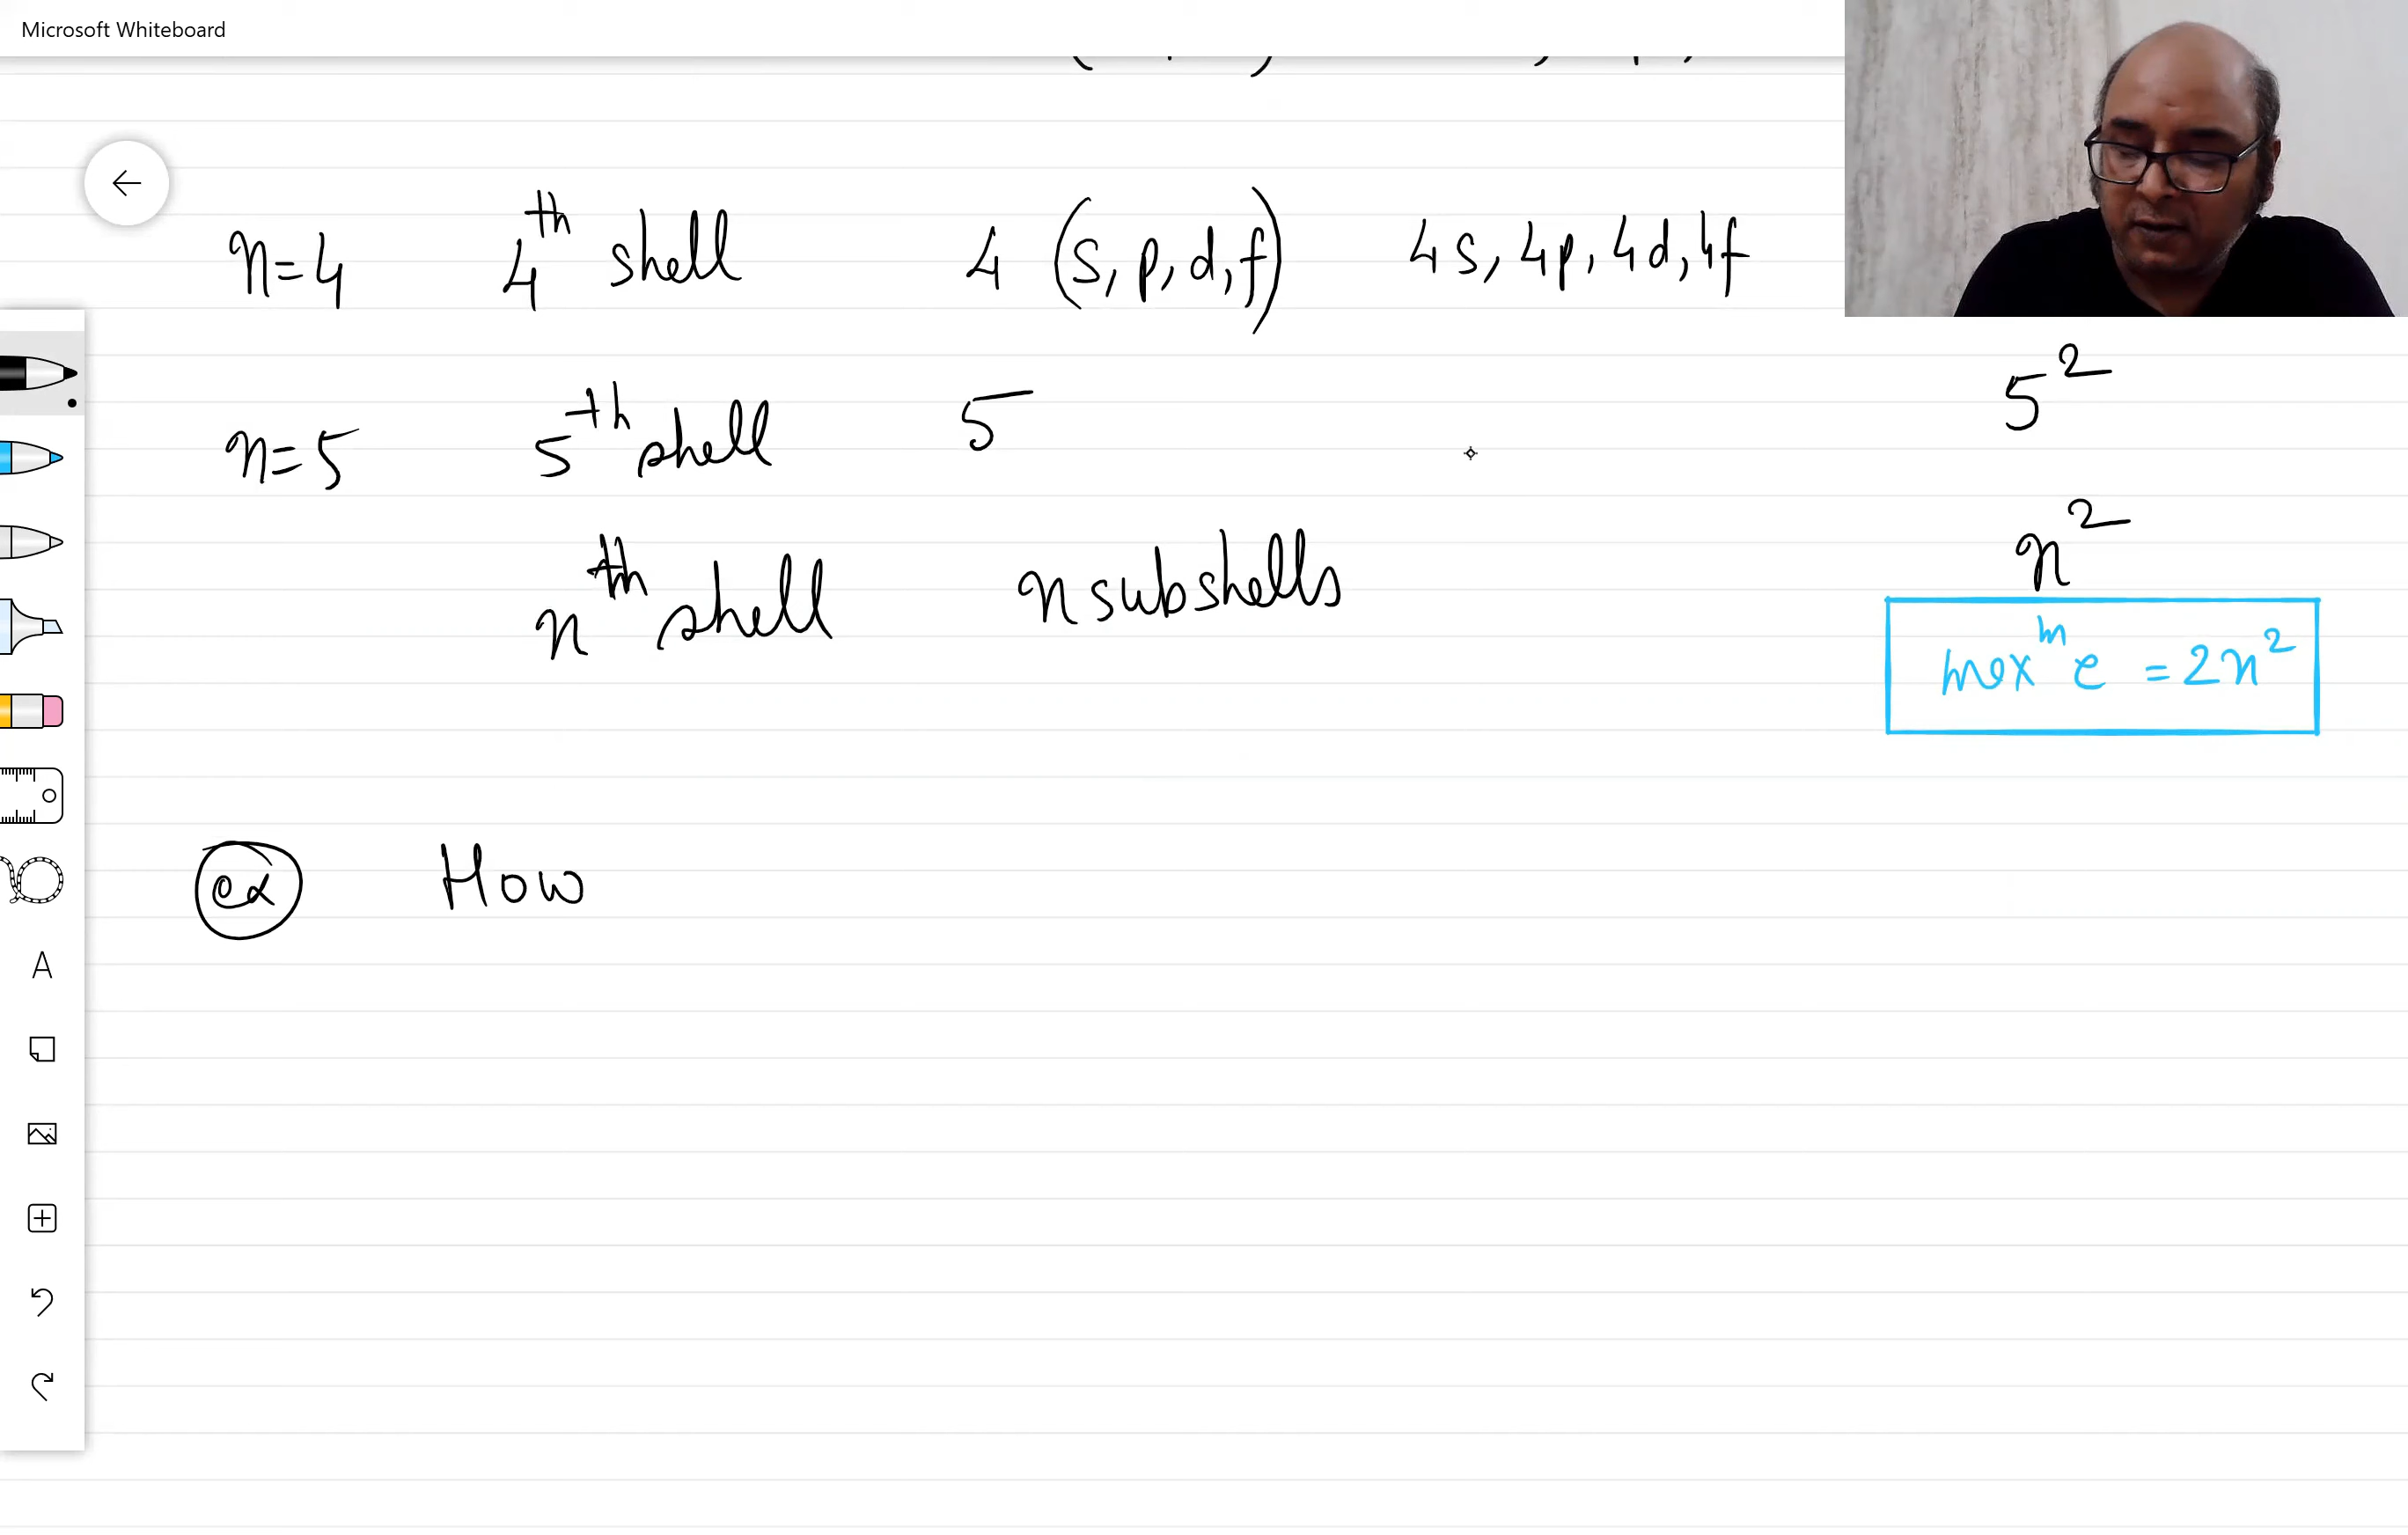 Microsoft Whiteboard
n=4 4th shell 4 (s, p, d, f) 4s, 4p, 4d, 4f
n=5 5th shell 5 5²
nth shell n subshells n²
maxᵐ e = 2n²
ex How
A